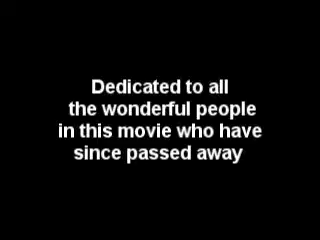 Dedicated to all
the wonderful people
in this movie who have
since passed away